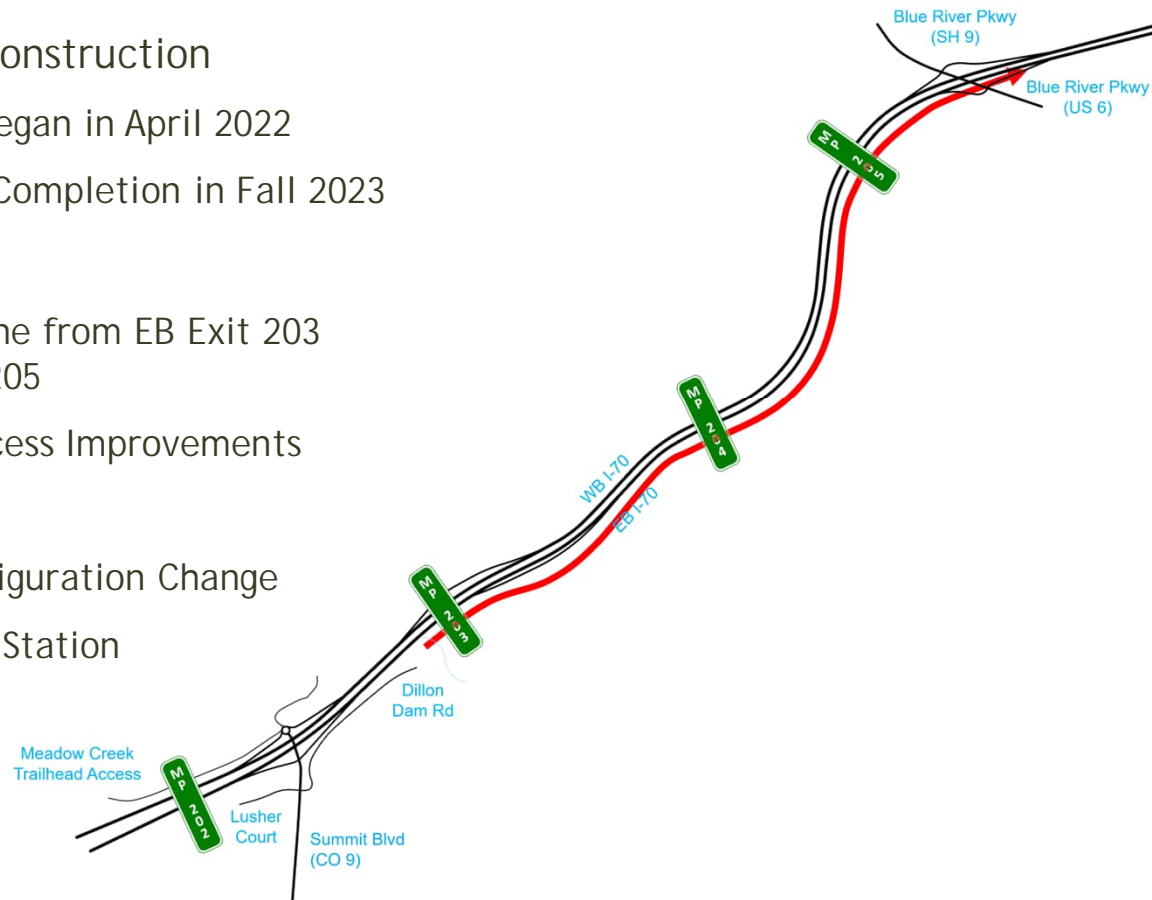 onstruction
egan in April 2022
Completion in Fall 2023
ne from EB Exit 203
205
cess Improvements
iguration Change
Station
Blue River Pkwy
(SH 9)
Blue River Pkwy
(US 6)
MP 205
MP 204
WB I-70
EB I-70
MP 203
Dillon
Dam Rd
Meadow Creek
Trailhead Access
MP 202
Lusher
Court
Summit Blvd
(CO 9)